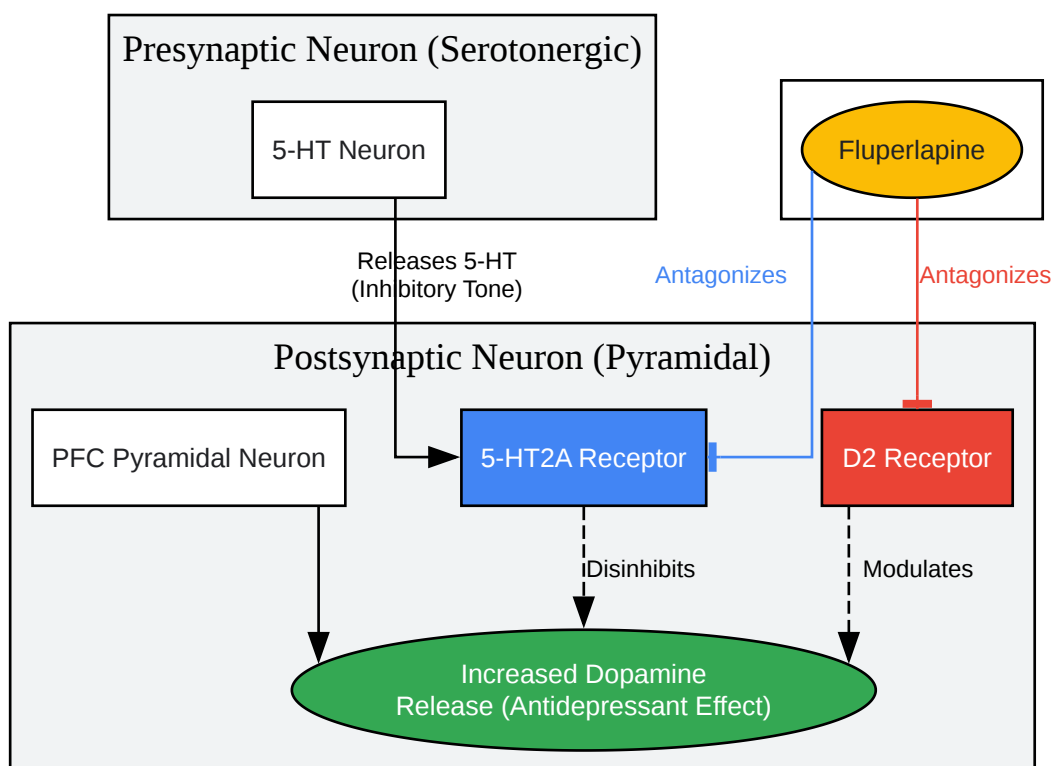 Presynaptic Neuron (Serotonergic)
5-HT Neuron
Fluperlapine
Releases 5-HT
(Inhibitory Tone)
Antagonizes
Antagonizes
Postsynaptic Neuron (Pyramidal)
PFC Pyramidal Neuron
5-HT2A Receptor
D2 Receptor
Disinhibits
Modulates
Increased Dopamine
Release (Antidepressant Effect)